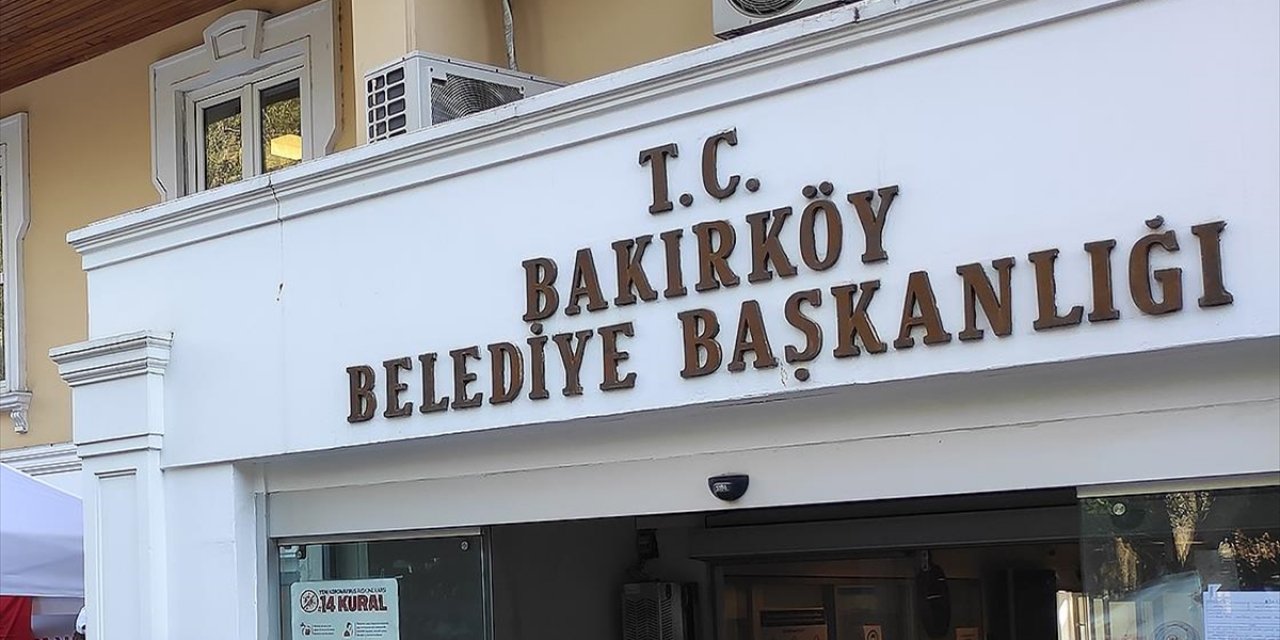 T.C.
BAKIRKÖY
BELEDİYE BAŞKANLIĞI
14 KURAL